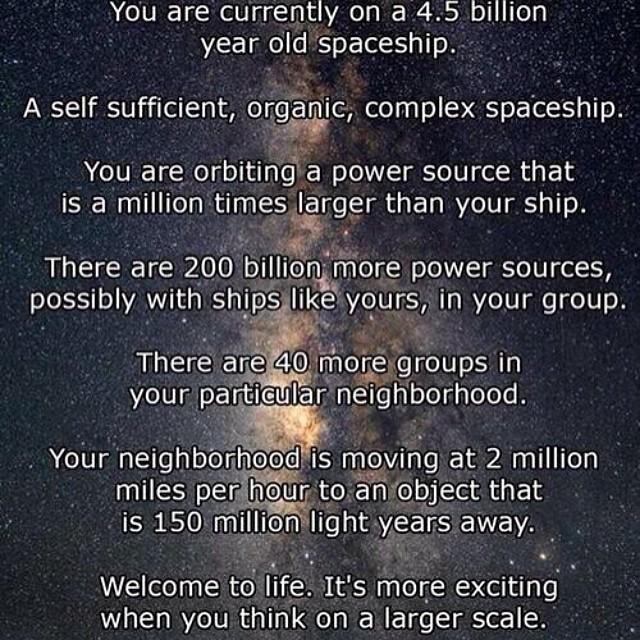 You are currently on a 4.5 billion
year old spaceship.
A self sufficient, organic, complex spaceship.
You are orbiting a power source that
is a million times larger than your ship.
There are 200 billion more power sources,
possibly with ships like yours, in your group.
There are 40 more groups in
your particular neighborhood.
Your neighborhood is moving at 2 million
miles per hour to an object that
is 150 million light years away.
Welcome to life. It's more exciting
when you think on a larger scale.